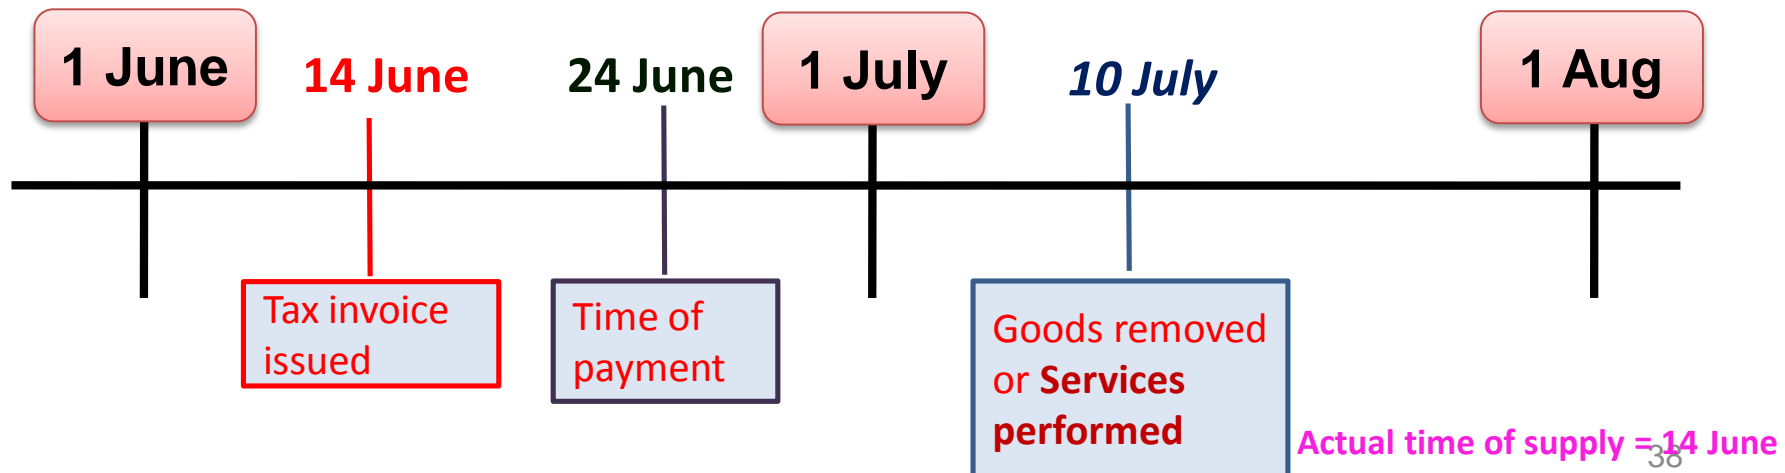 1 June
14 June
24 June
1 July
10 July
1 Aug
Tax invoice
issued
Time of
payment
Goods removed
or Services
performed
Actual time of supply = 14 June
38